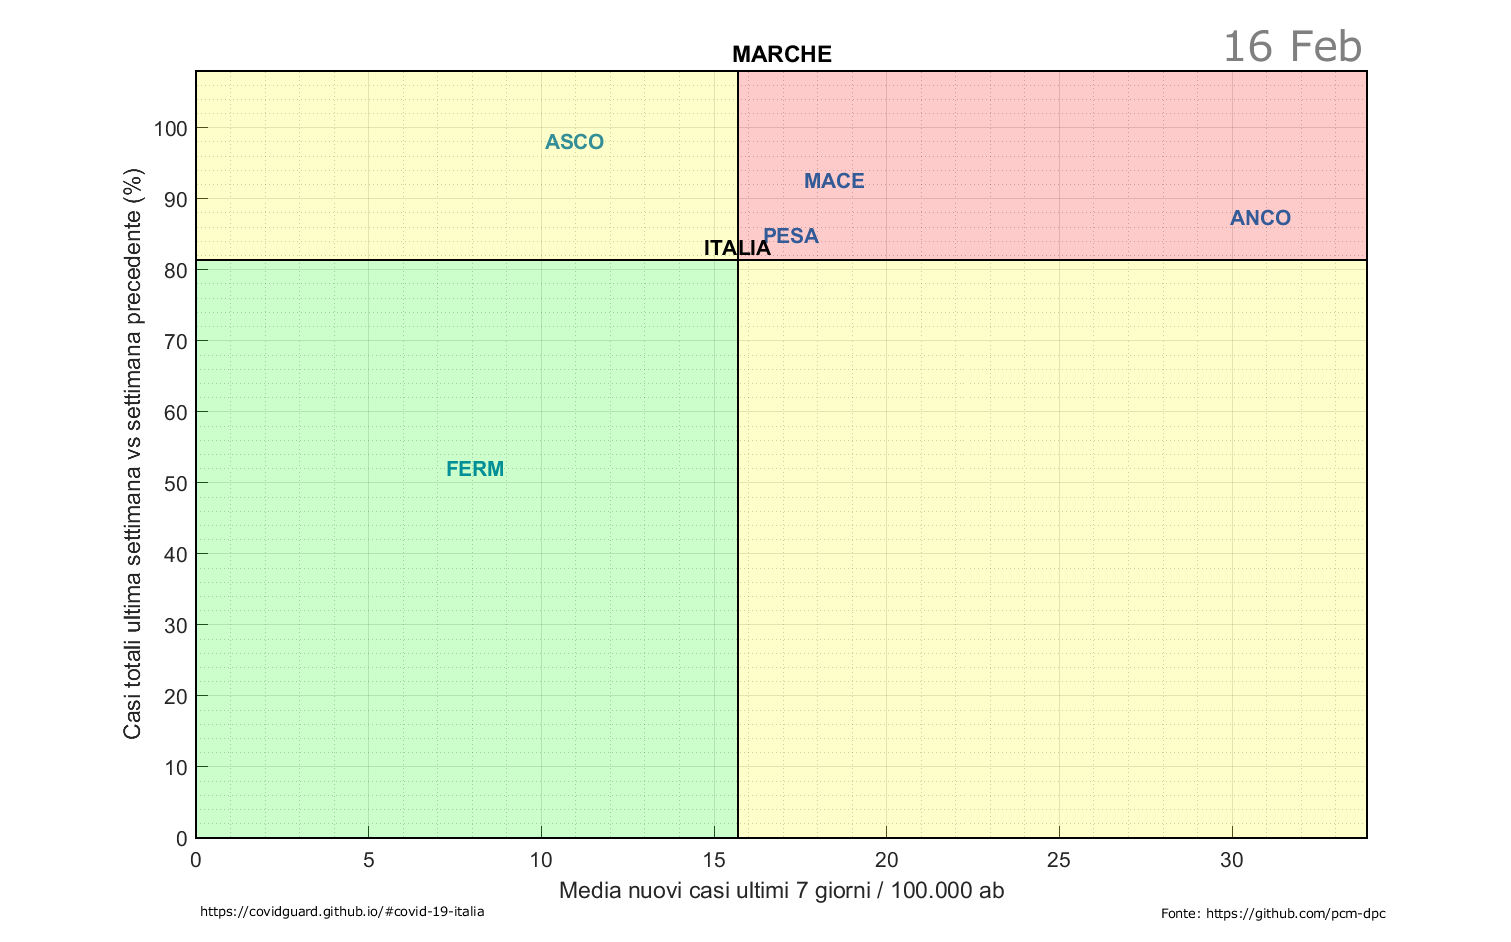 16 Feb
MARCHE
100
90
80
70
60
50
40
30
20
10
0
Casi totali ultima settimana vs settimana precedente (%)
ASCO
MACE
ANCO
PESA
ITALIA
FERM
0 5 10 15 20 25 30
Media nuovi casi ultimi 7 giorni / 100.000 ab
https://covidguard.github.io/#covid-19-italia
Fonte: https://github.com/pcm-dpc